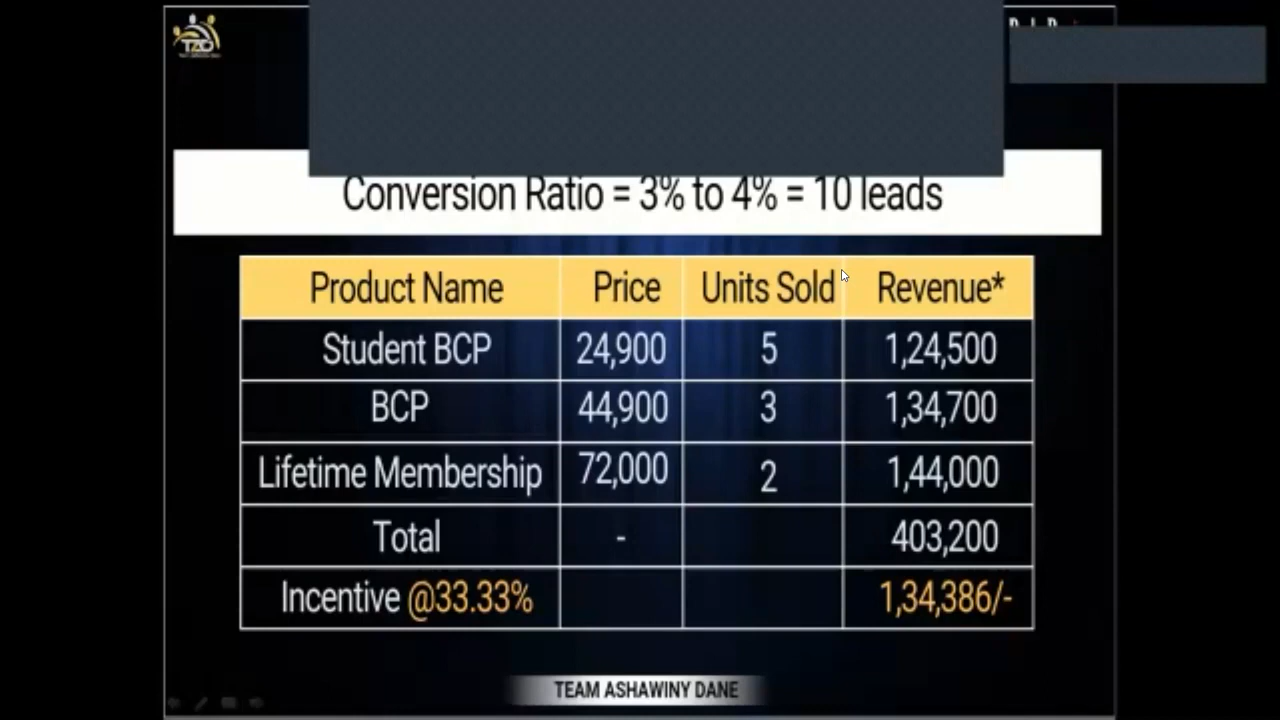 TAD
Conversion Ratio = 3% to 4% = 10 leads
Product Name Price Units Sold Revenue*
Student BCP 24,900 5 1,24,500
BCP 44,900 3 1,34,700
Lifetime Membership 72,000 2 1,44,000
Total - 403,200
Incentive @33.33% 1,34,386/-
TEAM ASHAWINY DANE